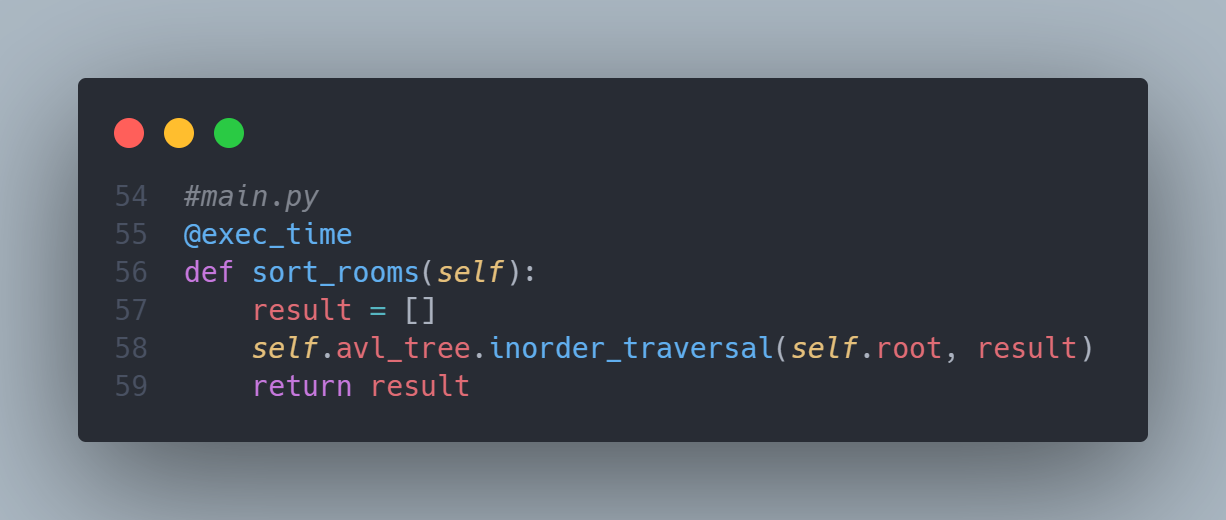 54 #main.py
55 @exec_time
56 def sort_rooms(self):
57     result = []
58     self.avl_tree.inorder_traversal(self.root, result)
59     return result